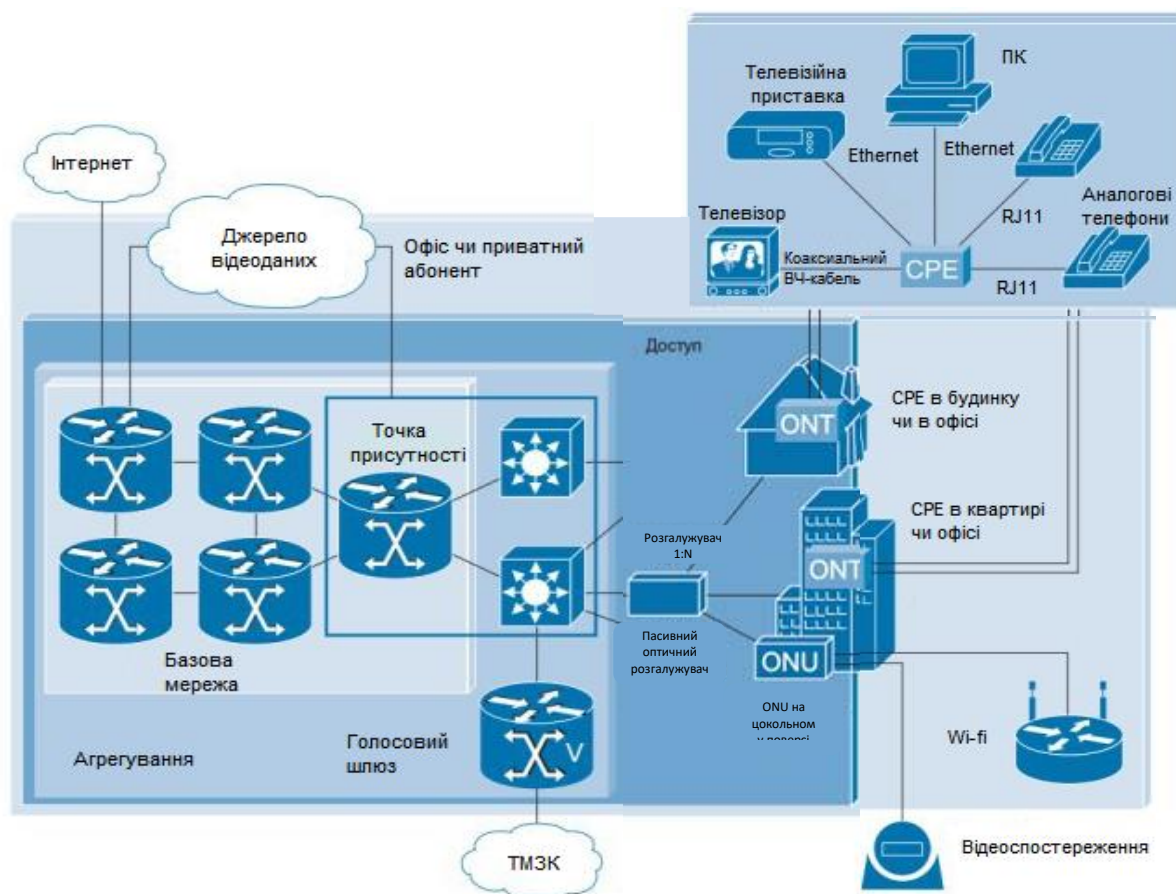 ПК
Телевізійна
приставка
Інтернет
Ethernet
Ethernet
Джерело
відеоданих
Офіс чи приватний
абонент
Телевізор
Аналогові
телефони
RJ11
Коаксиальний
ВЧ-кабель
CPE
RJ11
Доступ
ONT
CPE в будинку
чи в офісі
Точка
присутності
CPE в квартирі
чи офісі
Розгалужувач
1:N
ONT
Пасивний
оптичний
розгалужувач
ONU
Базова
мережа
ONU на
цокольном
Голосовий
шлюз
V
Wi-fi
Агрегування
ТМЗК
Відеоспостереження